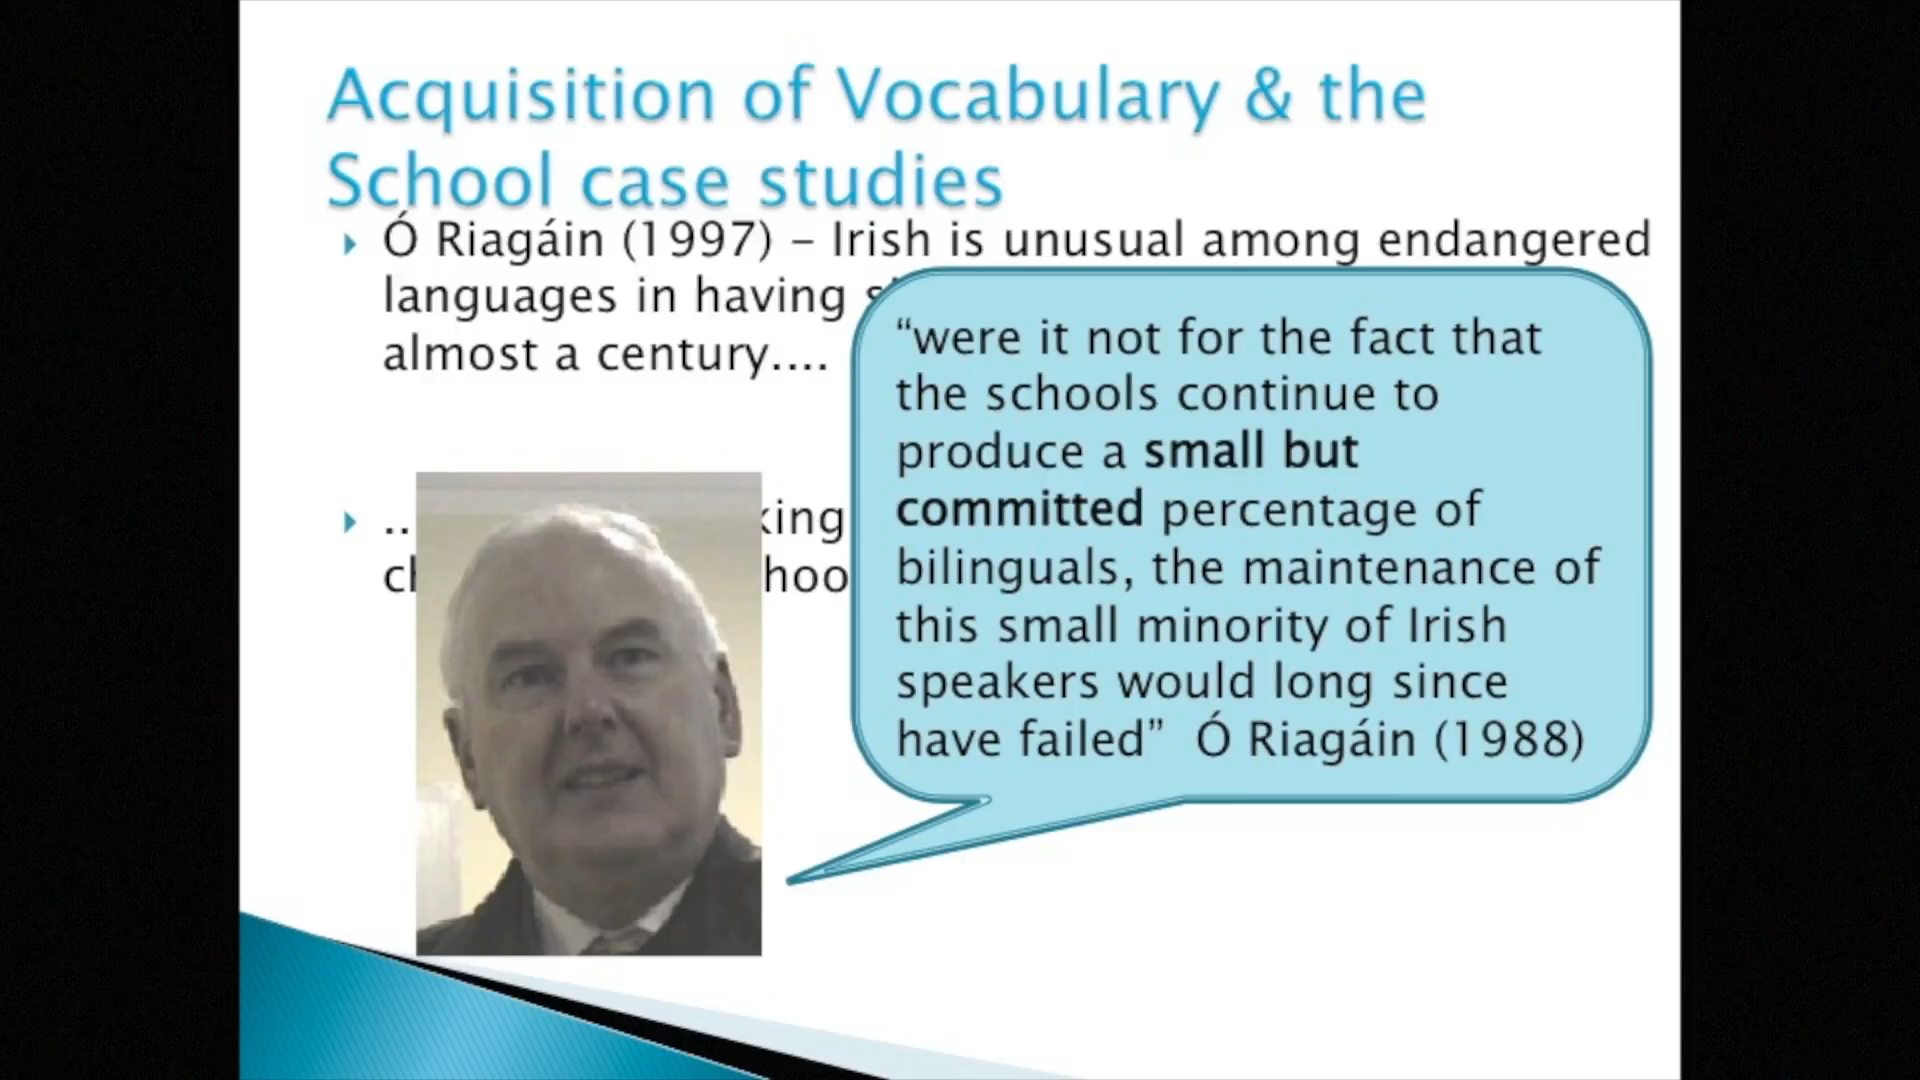 Acquisition of Vocabulary & the
School case studies
Ó Riagáin (1997) – Irish is unusual among endangered
languages in having
almost a century....
“were it not for the fact that
the schools continue to
produce a small but
committed percentage of
bilinguals, the maintenance of
this small minority of Irish
speakers would long since
have failed” Ó Riagáin (1988)